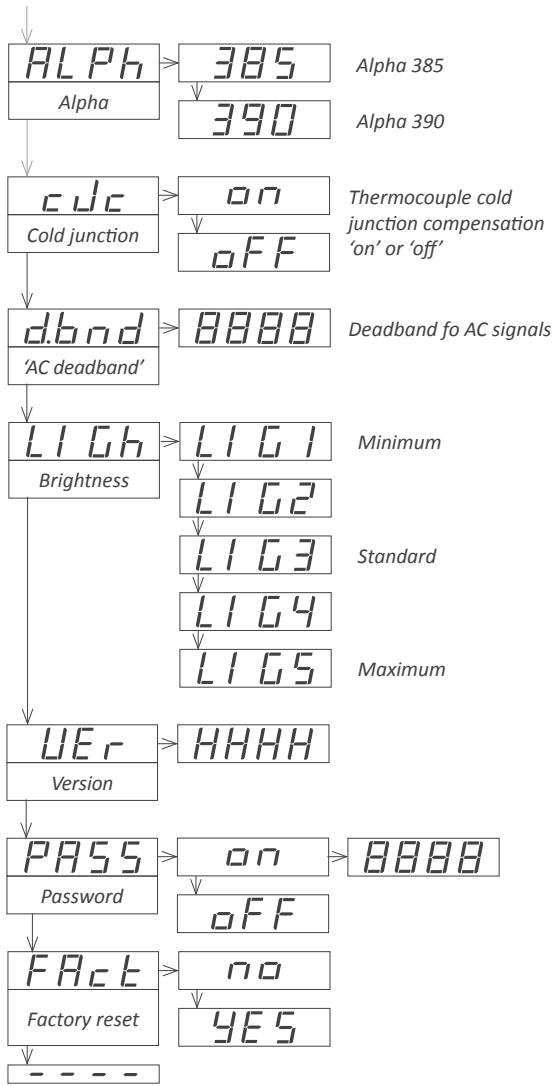 ALPh 385 Alpha 385
Alpha
390 Alpha 390
cJc on Thermocouple cold
Cold junction junction compensation
oFF 'on' or 'off'
d.bnd 8888 Deadband fo AC signals
'AC deadband'
LIGh LIG1 Minimum
Brightness
LIG2
LIG3 Standard
LIG4
LIG5 Maximum
VEr HHHH
Version
PASS on 8888
Password
oFF
FAct no
Factory reset
YES
- - - -